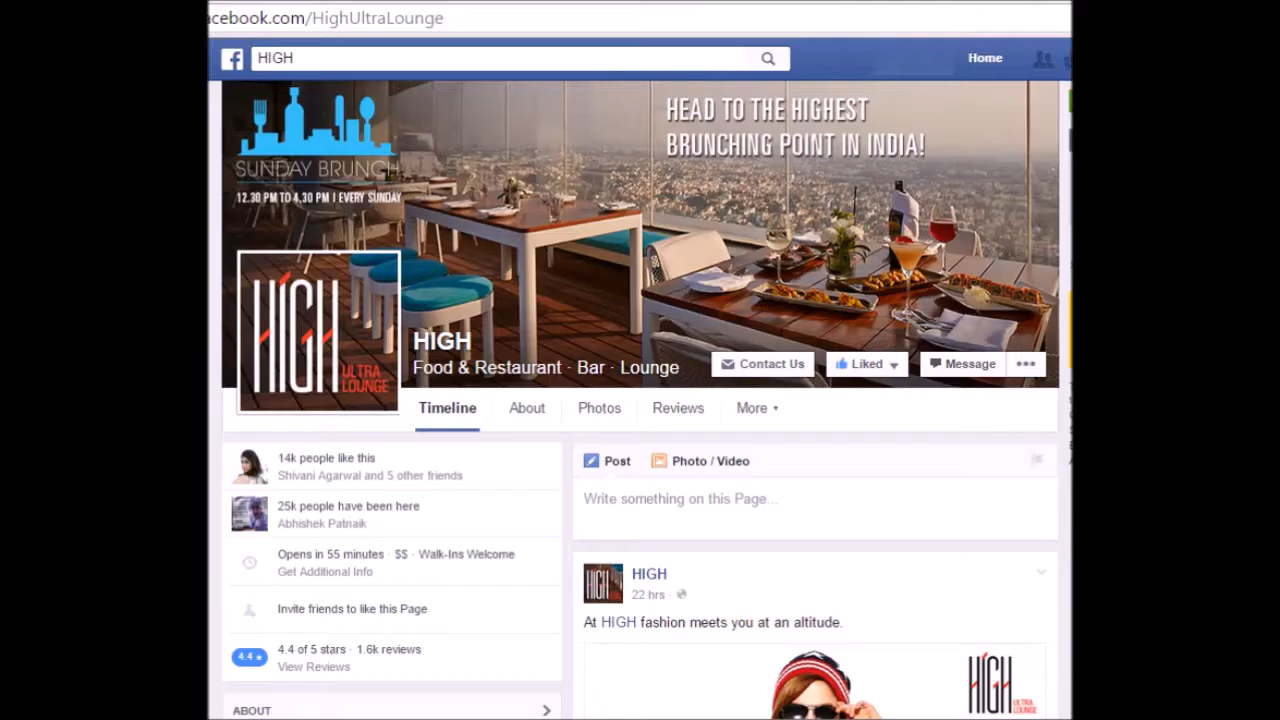 acebook.com/HighUltraLounge
HIGH
Home
SUNDAY BRUNCH
12.30 PM TO 4.30 PM I EVERY SUNDAY
HEAD TO THE HIGHEST
BRUNCHING POINT IN INDIA!
HIGH
ULTRA
LOUNGE
HIGH
Food & Restaurant · Bar · Lounge
Contact Us
Liked
Message
Timeline
About
Photos
Reviews
More
14k people like this
Shivani Agarwal and 5 other friends
25k people have been here
Abhishek Patnaik
Opens in 55 minutes · $$ · Walk-Ins Welcome
Get Additional Info
Invite friends to like this Page
4.4
4.4 of 5 stars · 1.6k reviews
View Reviews
ABOUT
Post
Photo / Video
Write something on this Page...
HIGH
HIGH
22 hrs ·
At HIGH fashion meets you at an altitude.
HIGH
ULTRA
LOUNGE